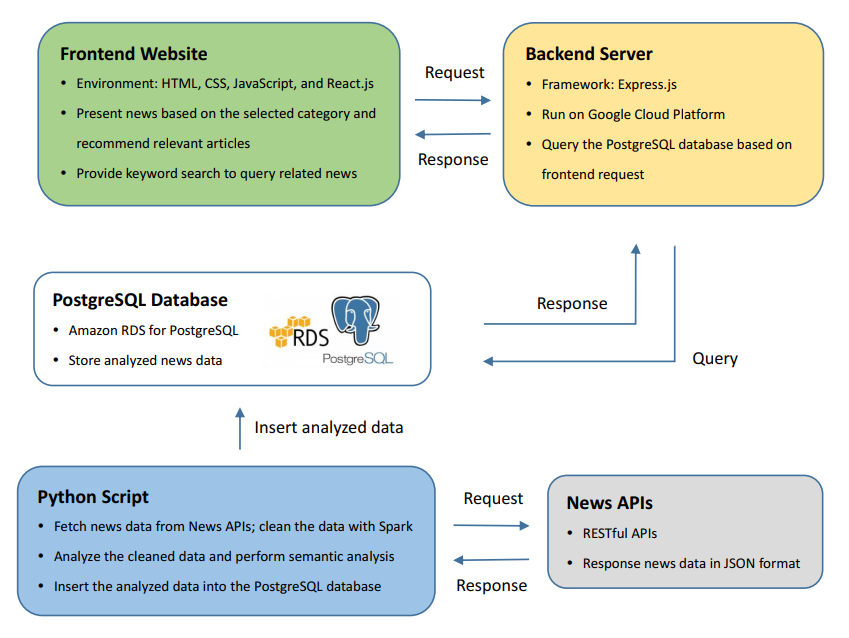 Frontend Website
• Environment: HTML, CSS, JavaScript, and React.js
• Present news based on the selected category and
recommend relevant articles
• Provide keyword search to query related news
Request
Response
Backend Server
• Framework: Express.js
• Run on Google Cloud Platform
• Query the PostgreSQL database based on
frontend request
PostgreSQL Database
• Amazon RDS for PostgreSQL
• Store analyzed news data
RDS
PostgreSQL
Response
Query
Insert analyzed data
Python Script
• Fetch news data from News APIs; clean the data with Spark
• Analyze the cleaned data and perform semantic analysis
• Insert the analyzed data into the PostgreSQL database
Request
Response
News APIs
• RESTful APIs
• Response news data in JSON format